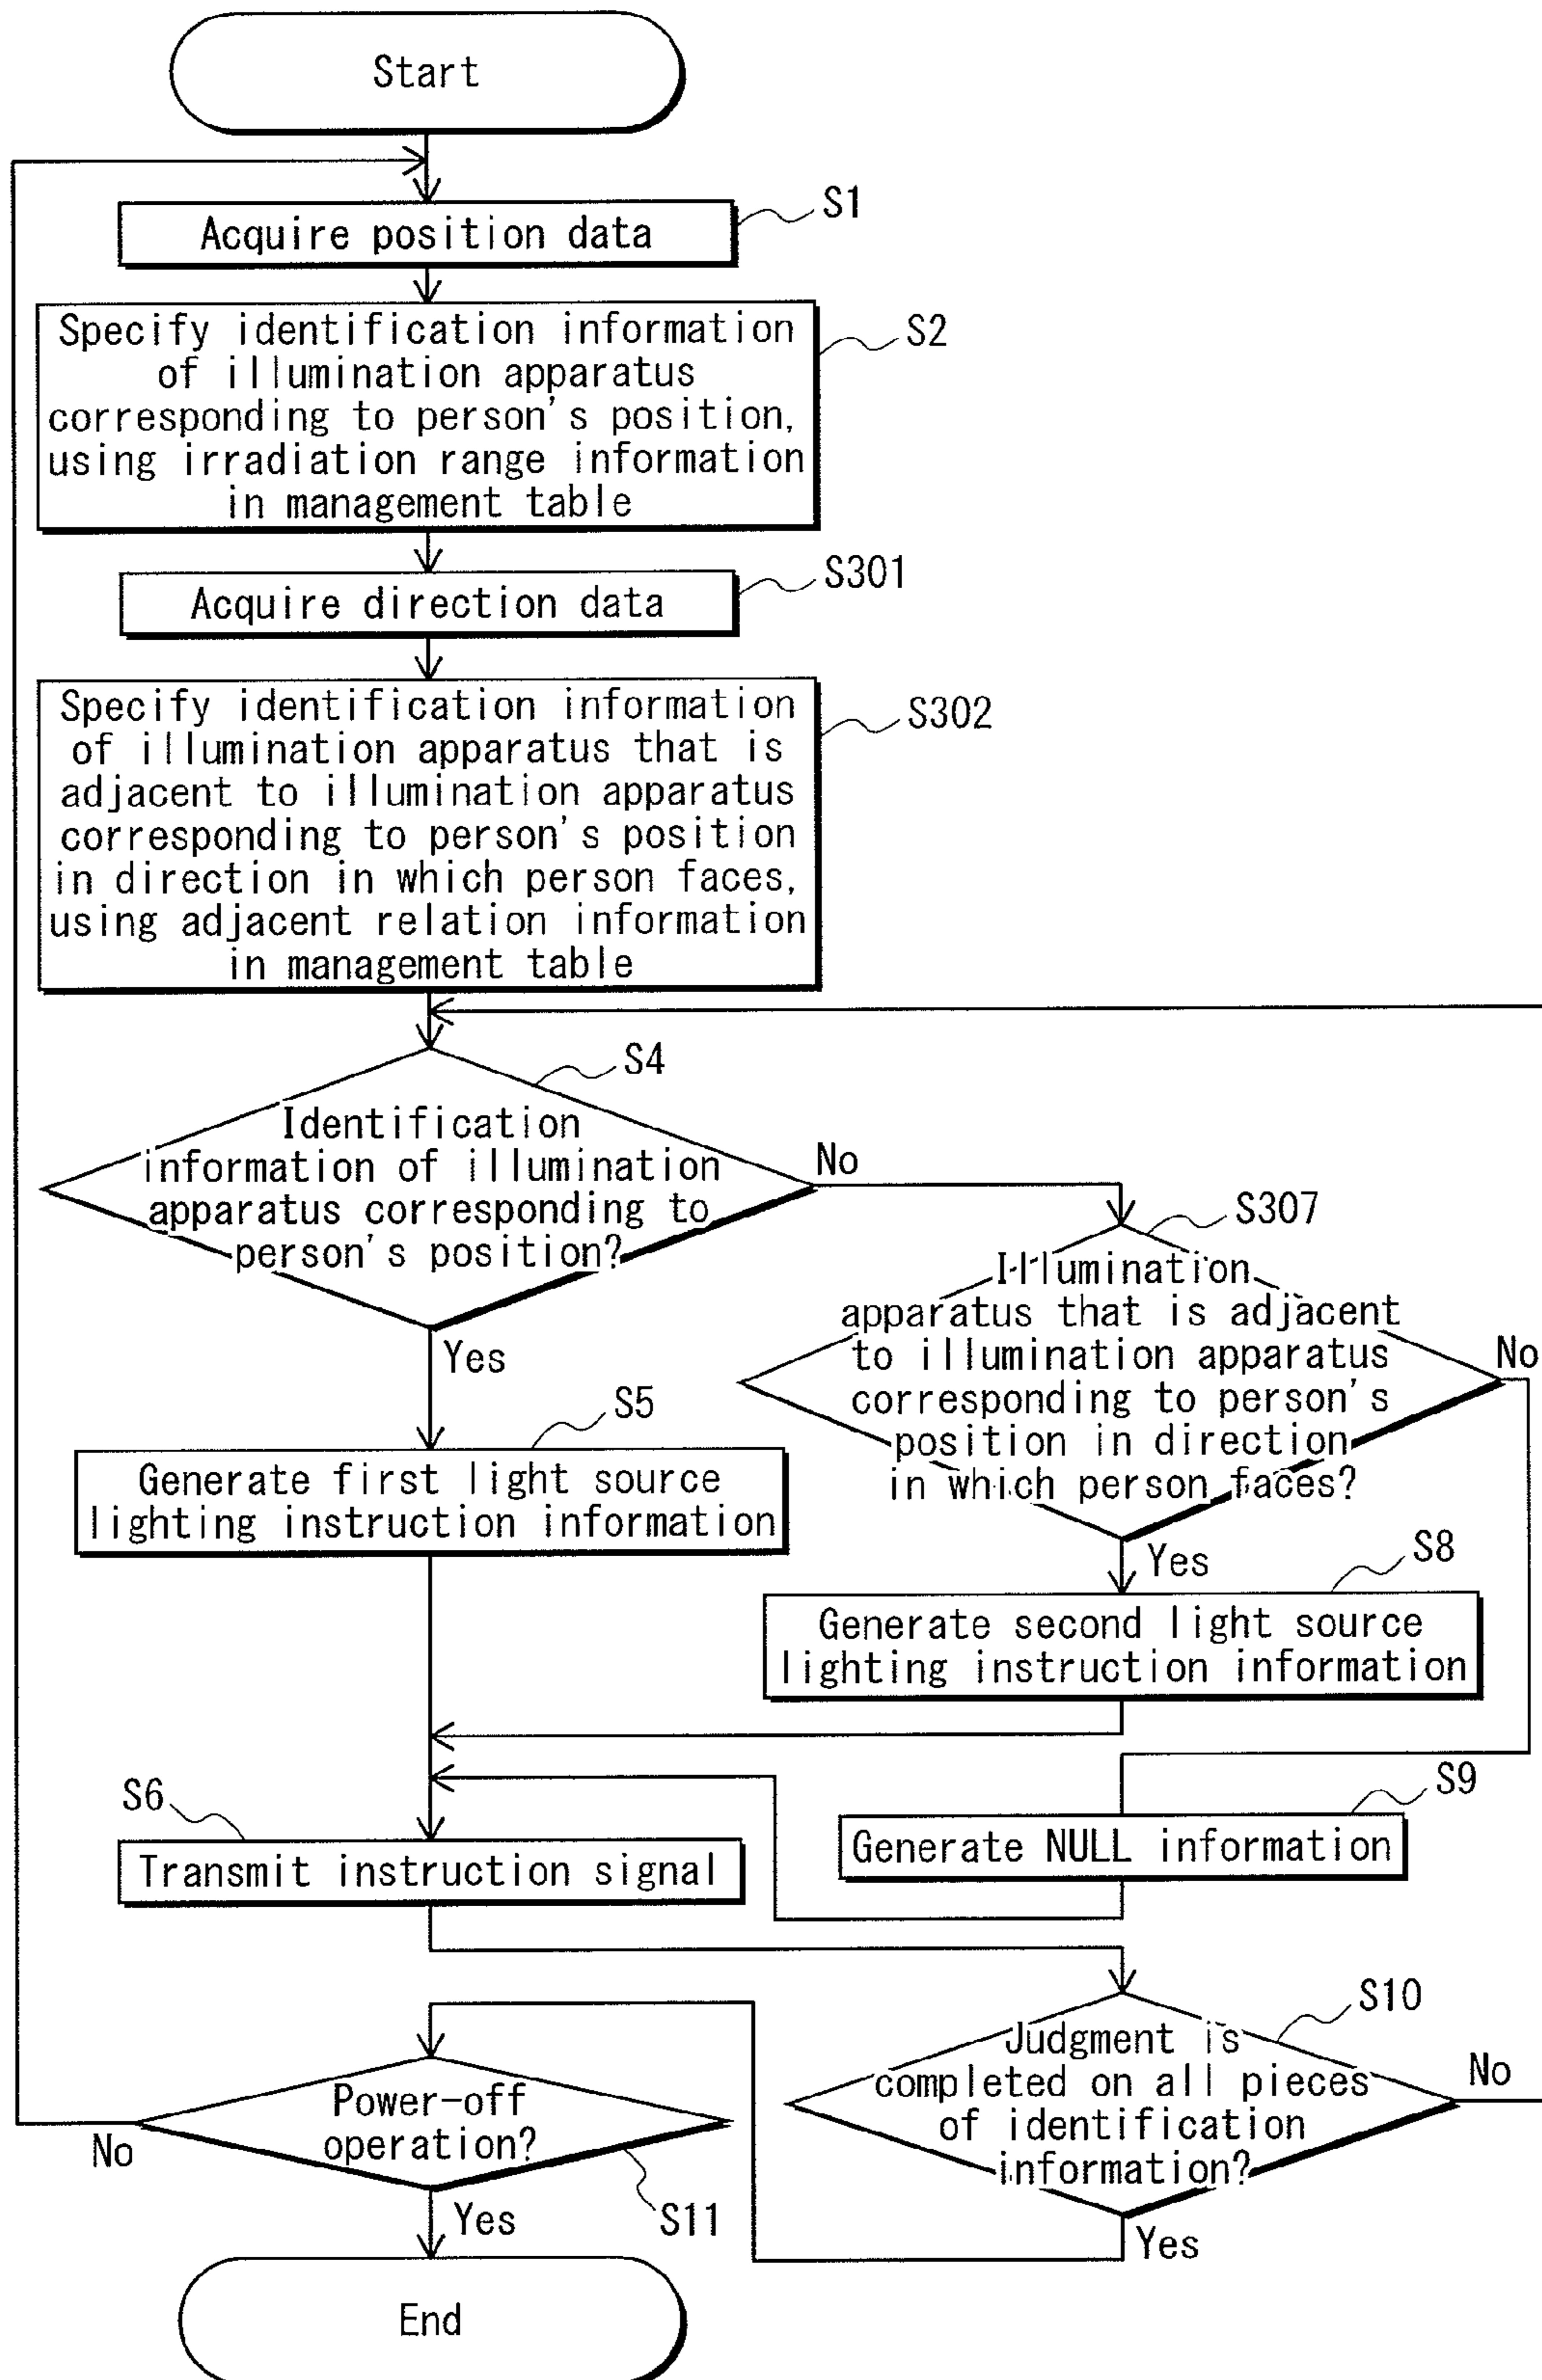 Start
S1
Acquire position data
S2
Specify identification information
of illumination apparatus
corresponding to person's position,
using irradiation range information
in management table
S301
Acquire direction data
S302
Specify identification information
of illumination apparatus that is
adjacent to illumination apparatus
corresponding to person's position
in direction in which person faces,
using adjacent relation information
in management table
S4
Identification
information of illumination
apparatus corresponding to
person's position?
No
Yes
S307
Illumination
apparatus that is adjacent
to illumination apparatus
corresponding to person's
position in direction
in which person faces?
No
Yes
S5
Generate first light source
lighting instruction information
S8
Generate second light source
lighting instruction information
S9
Generate NULL information
S6
Transmit instruction signal
S10
Judgment is
completed on all pieces
of identification
information?
No
Yes
Power-off
operation?
No
S11
Yes
End